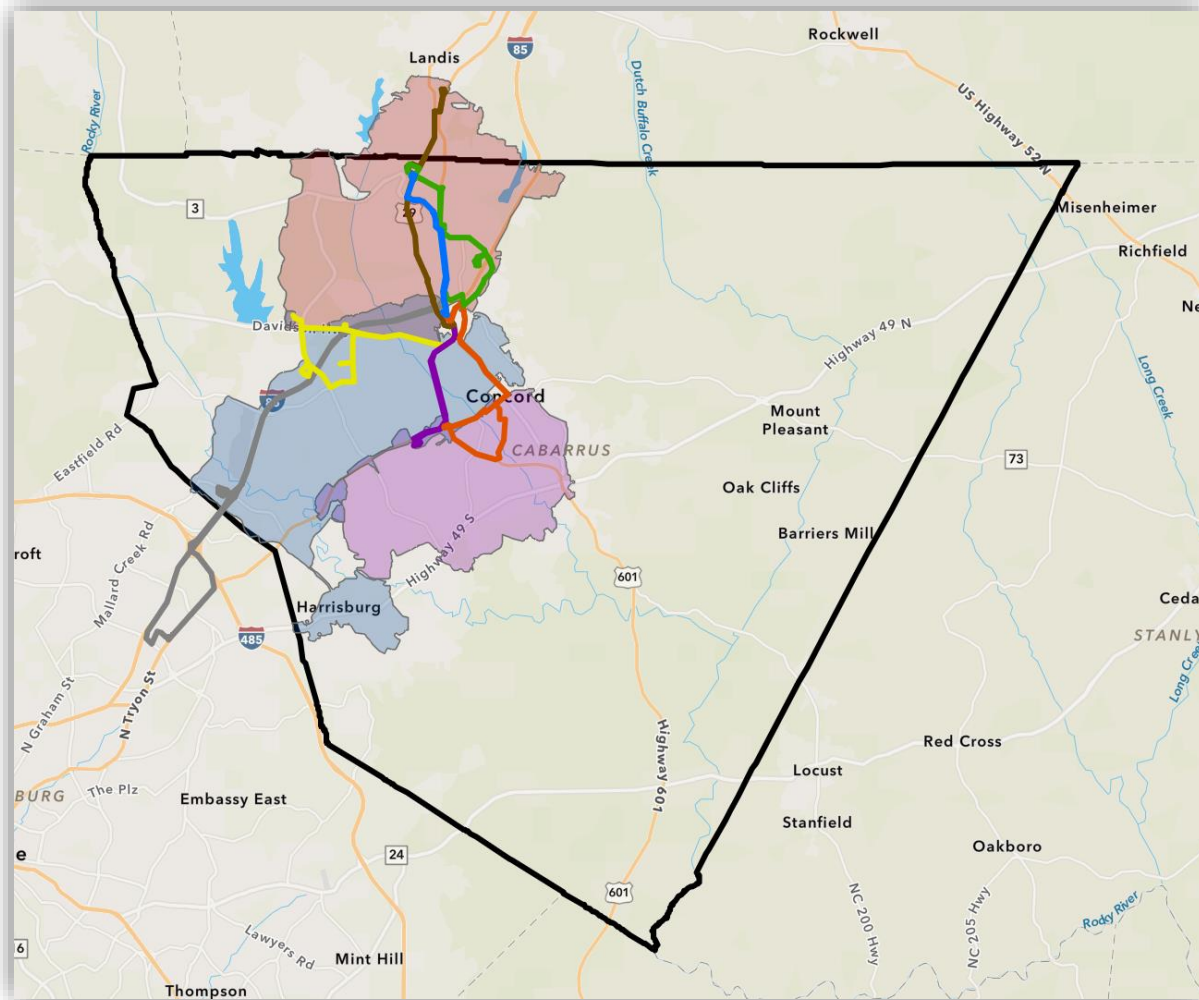 Rockwell
85
Landis
Rocky River
Dutch Buffalo Creek
US Highway 52 N
3
29
Misenheimer
Richfield
Ne
Highway 49 N
Long Creek
Concord
Mount
Pleasant
Eastfield Rd
CABARRUS
73
Oak Cliffs
Barriers Mill
Mallard Creek Rd
roft
Highway 49 S
601
Harrisburg
485
Ceda
STANLY
Long Creek
N Graham St
N Tryon St
Highway 601
Red Cross
Locust
BURG
The Plz
Embassy East
Stanfield
Oakboro
e
24
601
NC 200 Hwy
NC 205 Hwy
Rocky River
6
Lawyers Rd
Mint Hill
Thompson